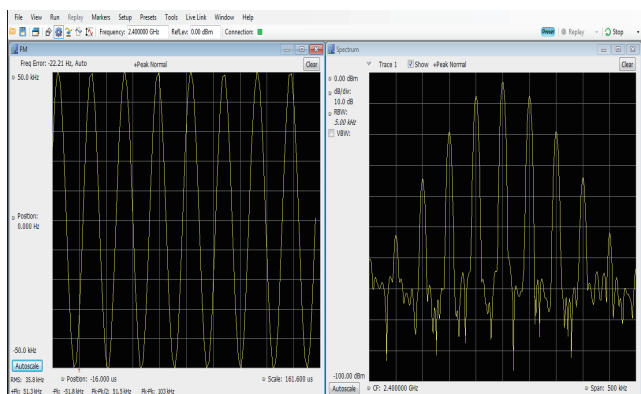 File View Run Replay Markers Setup Presets Tools Live Link Window Help
Frequency: 2.400000 GHz RefLev: 0.00 dBm Connection: Preset Replay Stop
FM
Freq Error: -22.21 Hz, Auto +Peak Normal Clear
50.0 kHz
Position:
0.000 Hz
-50.0 kHz
Autoscale
RMS: 35.8 kHz Position: -16.000 us Scale: 161.600 us
+Pk: 51.3 kHz -Pk: -51.8 kHz Pk-Pk/2: 51.5 kHz Pk-Pk: 103 kHz
Spectrum
Trace 1 Show +Peak Normal Clear
0.00 dBm
dB/div:
10.0 dB
RBW:
5.00 kHz
VBW:
-100.00 dBm
Autoscale CF: 2.400000 GHz Span: 500 kHz